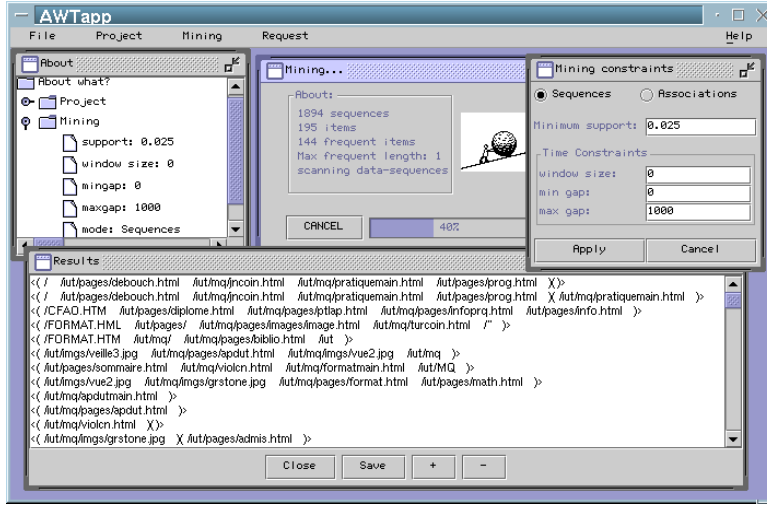 AWTapp
File Project Mining Request Help
About
About what?
Project
Mining
support: 0.025
window size: 0
mingap: 0
maxgap: 1000
mode: Sequences
Mining...
About:
1894 sequences
195 items
144 frequent items
Max frequent length: 1
scanning data-sequences
CANCEL 40%
Mining constraints
Sequences Associations
Minimum support: 0.025
Time Constraints
window size: 0
min gap: 0
max gap: 1000
Apply Cancel
Results
<( / /iut/pages/debouch.html /iut/mq/jncoin.html /iut/mq/pratiquemain.html /iut/pages/prog.html )()>
<( / /iut/pages/debouch.html /iut/mq/jncoin.html /iut/mq/pratiquemain.html /iut/pages/prog.html )( /iut/mq/pratiquemain.html )>
<( /CFAO.HTM /iut/pages/diplome.html /iut/mq/pages/ptlap.html /iut/mq/pages/infoprq.html /iut/pages/info.html )>
<( /FORMAT.HML /iut/pages/ /iut/mq/pages/images/image.html /iut/mq/turcoin.html /" )>
<( /FORMAT.HTM /iut/mq/ /iut/mq/pages/biblio.html /iut )>
<( /iut/imgs/veille3.jpg /iut/mq/pages/apdut.html /iut/mq/imgs/vue2.jpg /iut/mq )>
<( /iut/pages/sommaire.html /iut/mq/violcn.html /iut/mq/formatmain.html /iut/MQ )>
<( /iut/imgs/vue2.jpg /iut/mq/imgs/grstone.jpg /iut/mq/pages/format.html /iut/pages/math.html )>
<( /iut/mq/apdutmain.html )>
<( /iut/mq/pages/apdut.html )>
<( /iut/mq/violcn.html )()>
<( /iut/mq/imgs/grstone.jpg )( /iut/pages/admis.html )>
Close Save + -